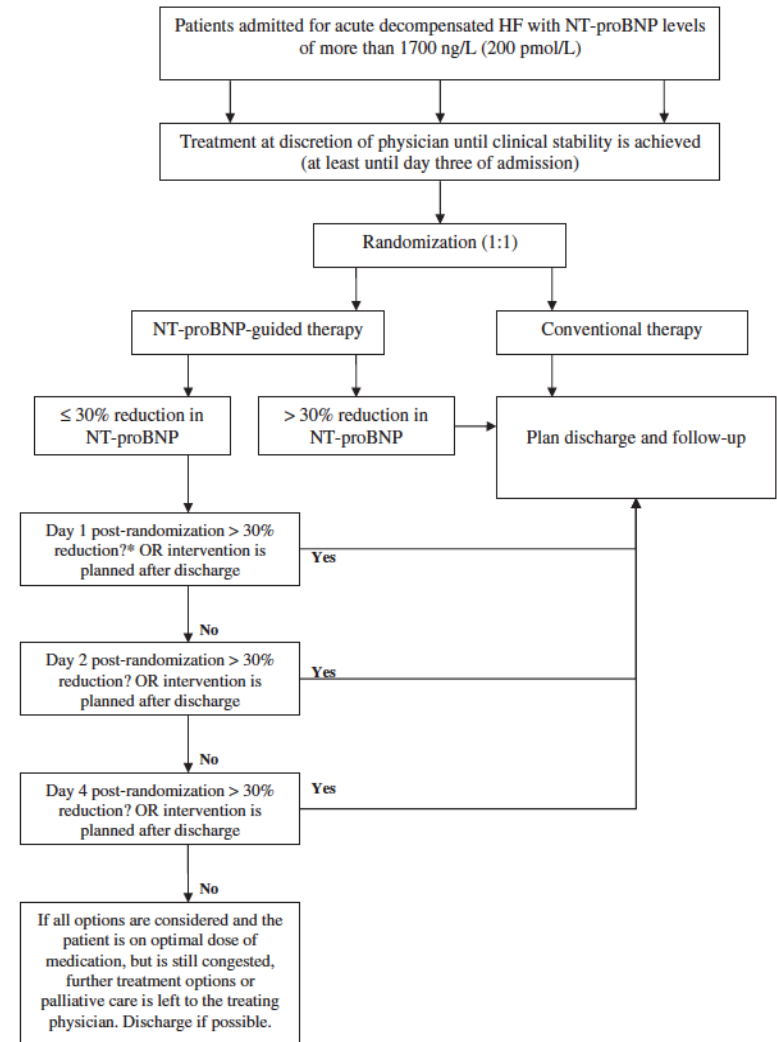 Patients admitted for acute decompensated HF with NT-proBNP levels
of more than 1700 ng/L (200 pmol/L)
Treatment at discretion of physician until clinical stability is achieved
(at least until day three of admission)
Randomization (1:1)
NT-proBNP-guided therapy
Conventional therapy
≤ 30% reduction in
NT-proBNP
> 30% reduction in
NT-proBNP
Plan discharge and follow-up
Day 1 post-randomization > 30%
reduction?* OR intervention is
planned after discharge
Yes
No
Day 2 post-randomization > 30%
reduction? OR intervention is
planned after discharge
Yes
No
Day 4 post-randomization > 30%
reduction? OR intervention is
planned after discharge
Yes
No
If all options are considered and the
patient is on optimal dose of
medication, but is still congested,
further treatment options or
palliative care is left to the treating
physician. Discharge if possible.